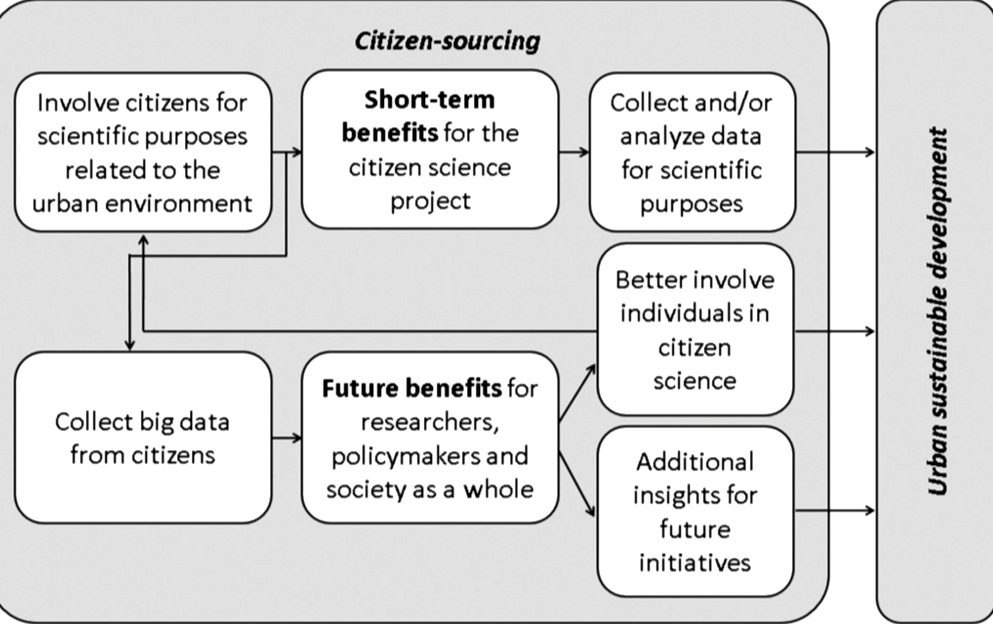 Citizen-sourcing
Involve citizens for
scientific purposes
related to the
urban environment
Short-term
benefits for the
citizen science
project
Collect and/or
analyze data
for scientific
purposes
Better involve
individuals in
citizen
science
Collect big data
from citizens
Future benefits for
researchers,
policymakers and
society as a whole
Additional
insights for
future
initiatives
Urban sustainable development